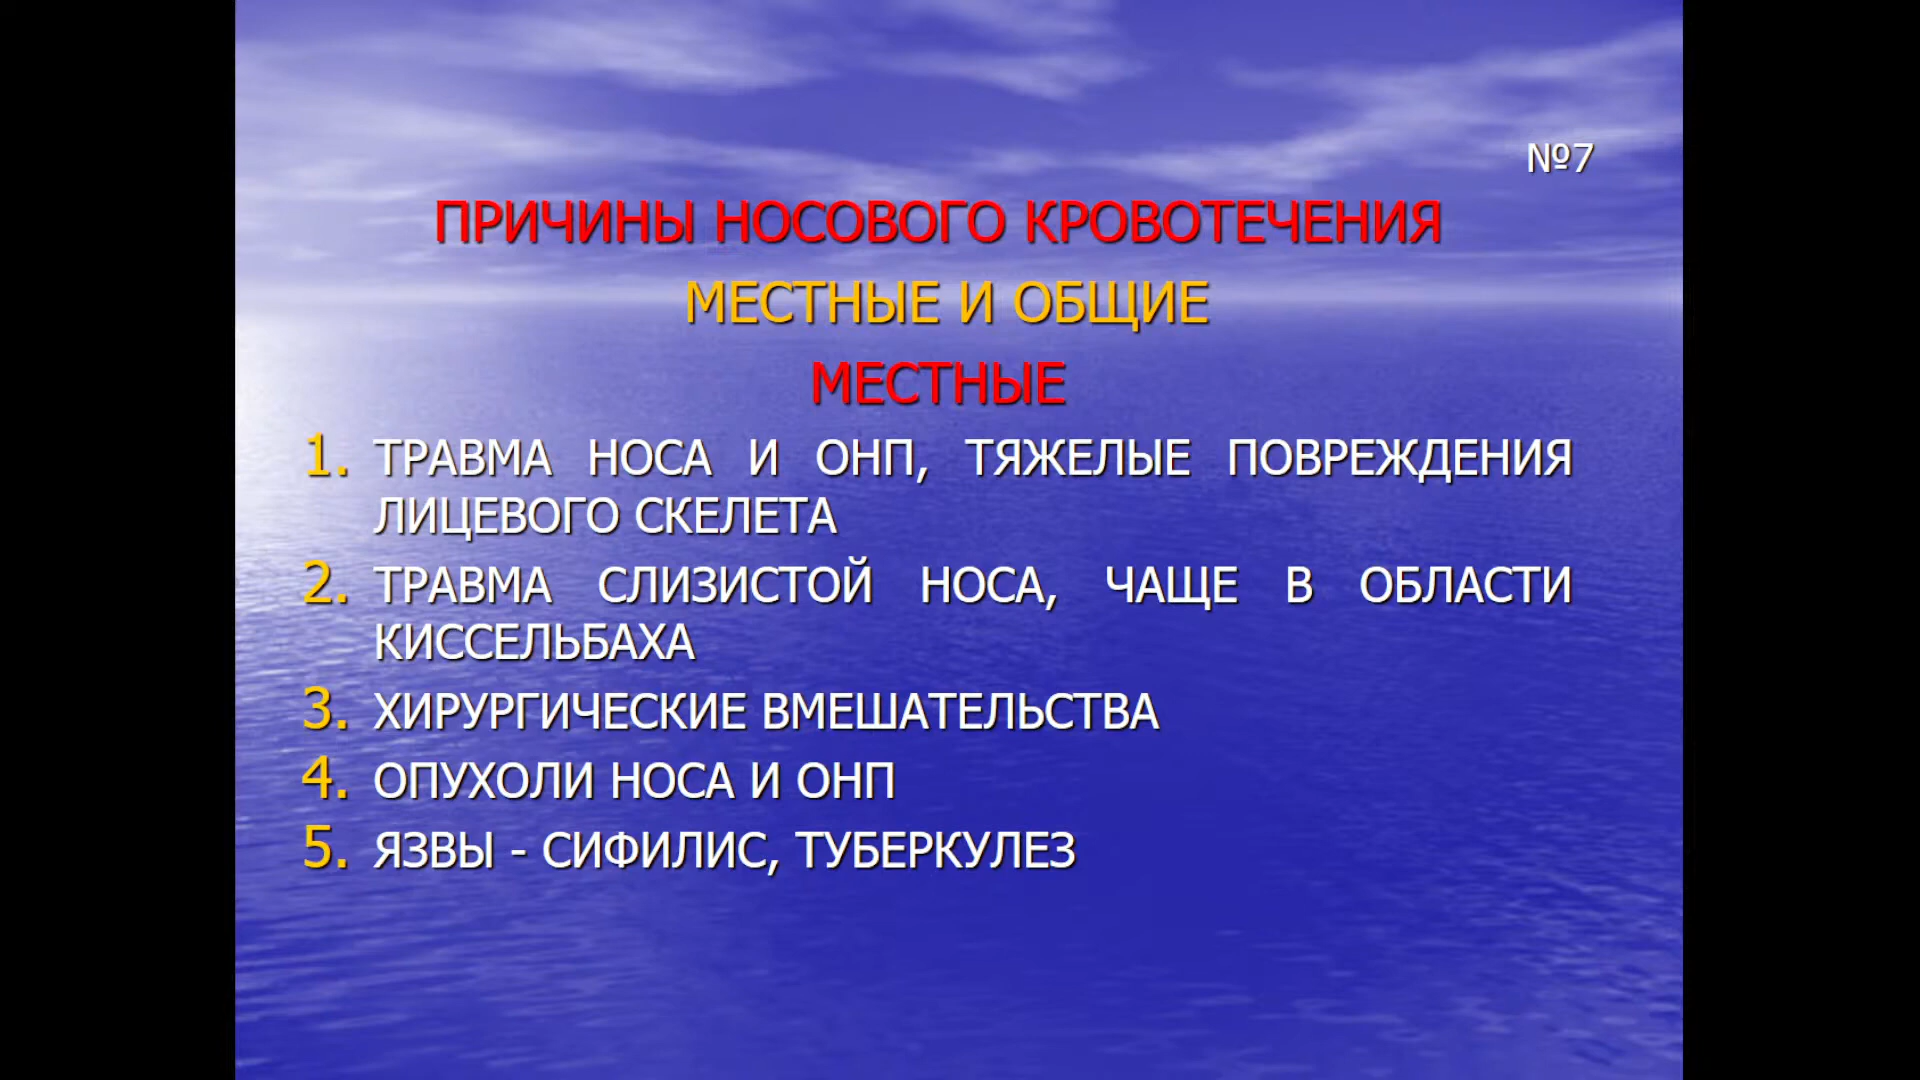 №7
ПРИЧИНЫ НОСОВОГО КРОВОТЕЧЕНИЯ
МЕСТНЫЕ И ОБЩИЕ
МЕСТНЫЕ
1. ТРАВМА НОСА И ОНП, ТЯЖЕЛЫЕ ПОВРЕЖДЕНИЯ
ЛИЦЕВОГО СКЕЛЕТА
2. ТРАВМА СЛИЗИСТОЙ НОСА, ЧАЩЕ В ОБЛАСТИ
КИССЕЛЬБАХА
3. ХИРУРГИЧЕСКИЕ ВМЕШАТЕЛЬСТВА
4. ОПУХОЛИ НОСА И ОНП
5. ЯЗВЫ - СИФИЛИС, ТУБЕРКУЛЕЗ